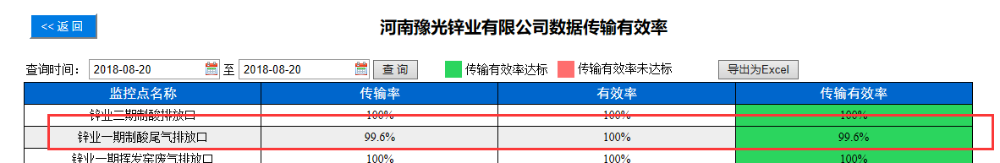 << 返 回
河南豫光锌业有限公司数据传输有效率
查询时间： 2018-08-20 至 2018-08-20 查 询 传输有效率达标 传输有效率未达标 导出为Excel
监控点名称 传输率 有效率 传输有效率
锌业二期制酸排放口 100% 100% 100%
锌业一期制酸尾气排放口 99.6% 100% 99.6%
锌业一期挥发窑废气排放口 100% 100% 100%